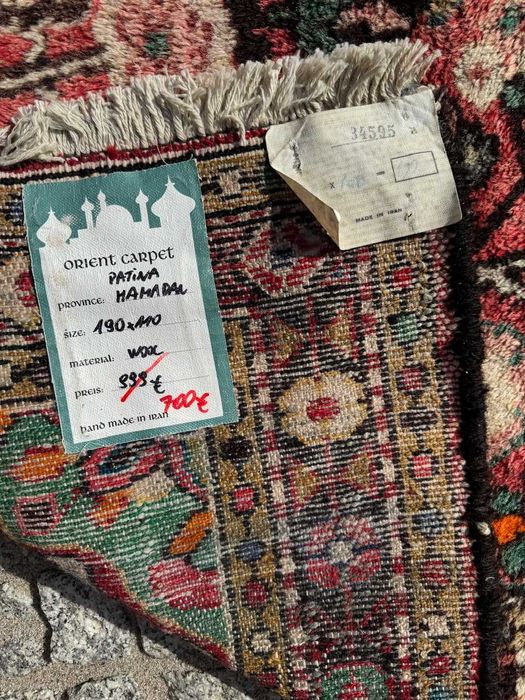 ORIENT CARPET
PATINA
PROVINCE: HAMADAN
SIZE: 190x110
MATERIAL: WOOL
PREIS: 999 €
700 €
HAND MADE IN IRAN
34595
x -
MADE IN IRAN